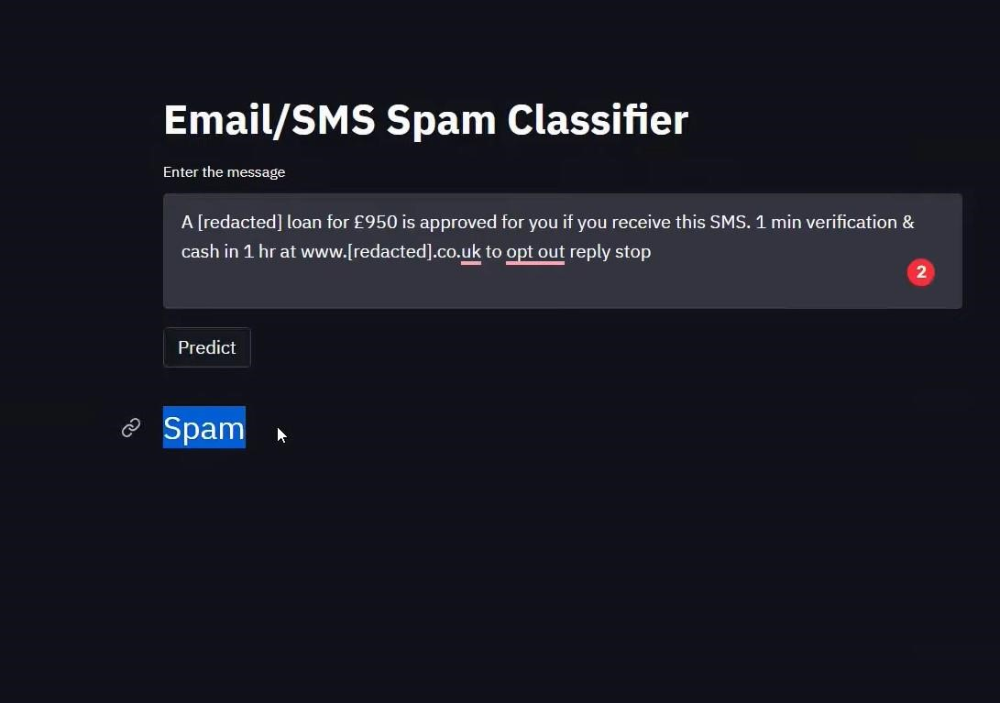 Email/SMS Spam Classifier
Enter the message
A [redacted] loan for £950 is approved for you if you receive this SMS. 1 min verification &
cash in 1 hr at www.[redacted].co.uk to opt out reply stop
2
Predict
Spam